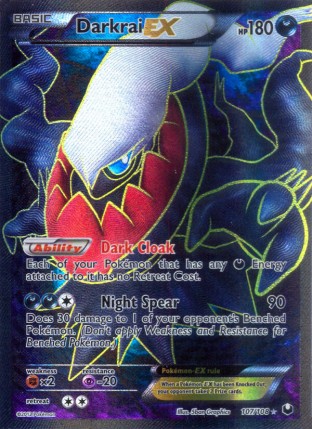 BASIC Darkrai EX HP180
Ability Dark Cloak
Each of your Pokémon that has any Energy
attached to it has no Retreat Cost.
Night Spear 90
Does 30 damage to 1 of your opponent's Benched
Pokémon. (Don't apply Weakness and Resistance for
Benched Pokémon.)
weakness resistance Pokémon-EX rule
×2 -20 When a Pokémon-EX has been Knocked Out,
your opponent takes 2 Prize cards.
retreat Illus. Shizu Graphics
©2012 Pokémon 107/108